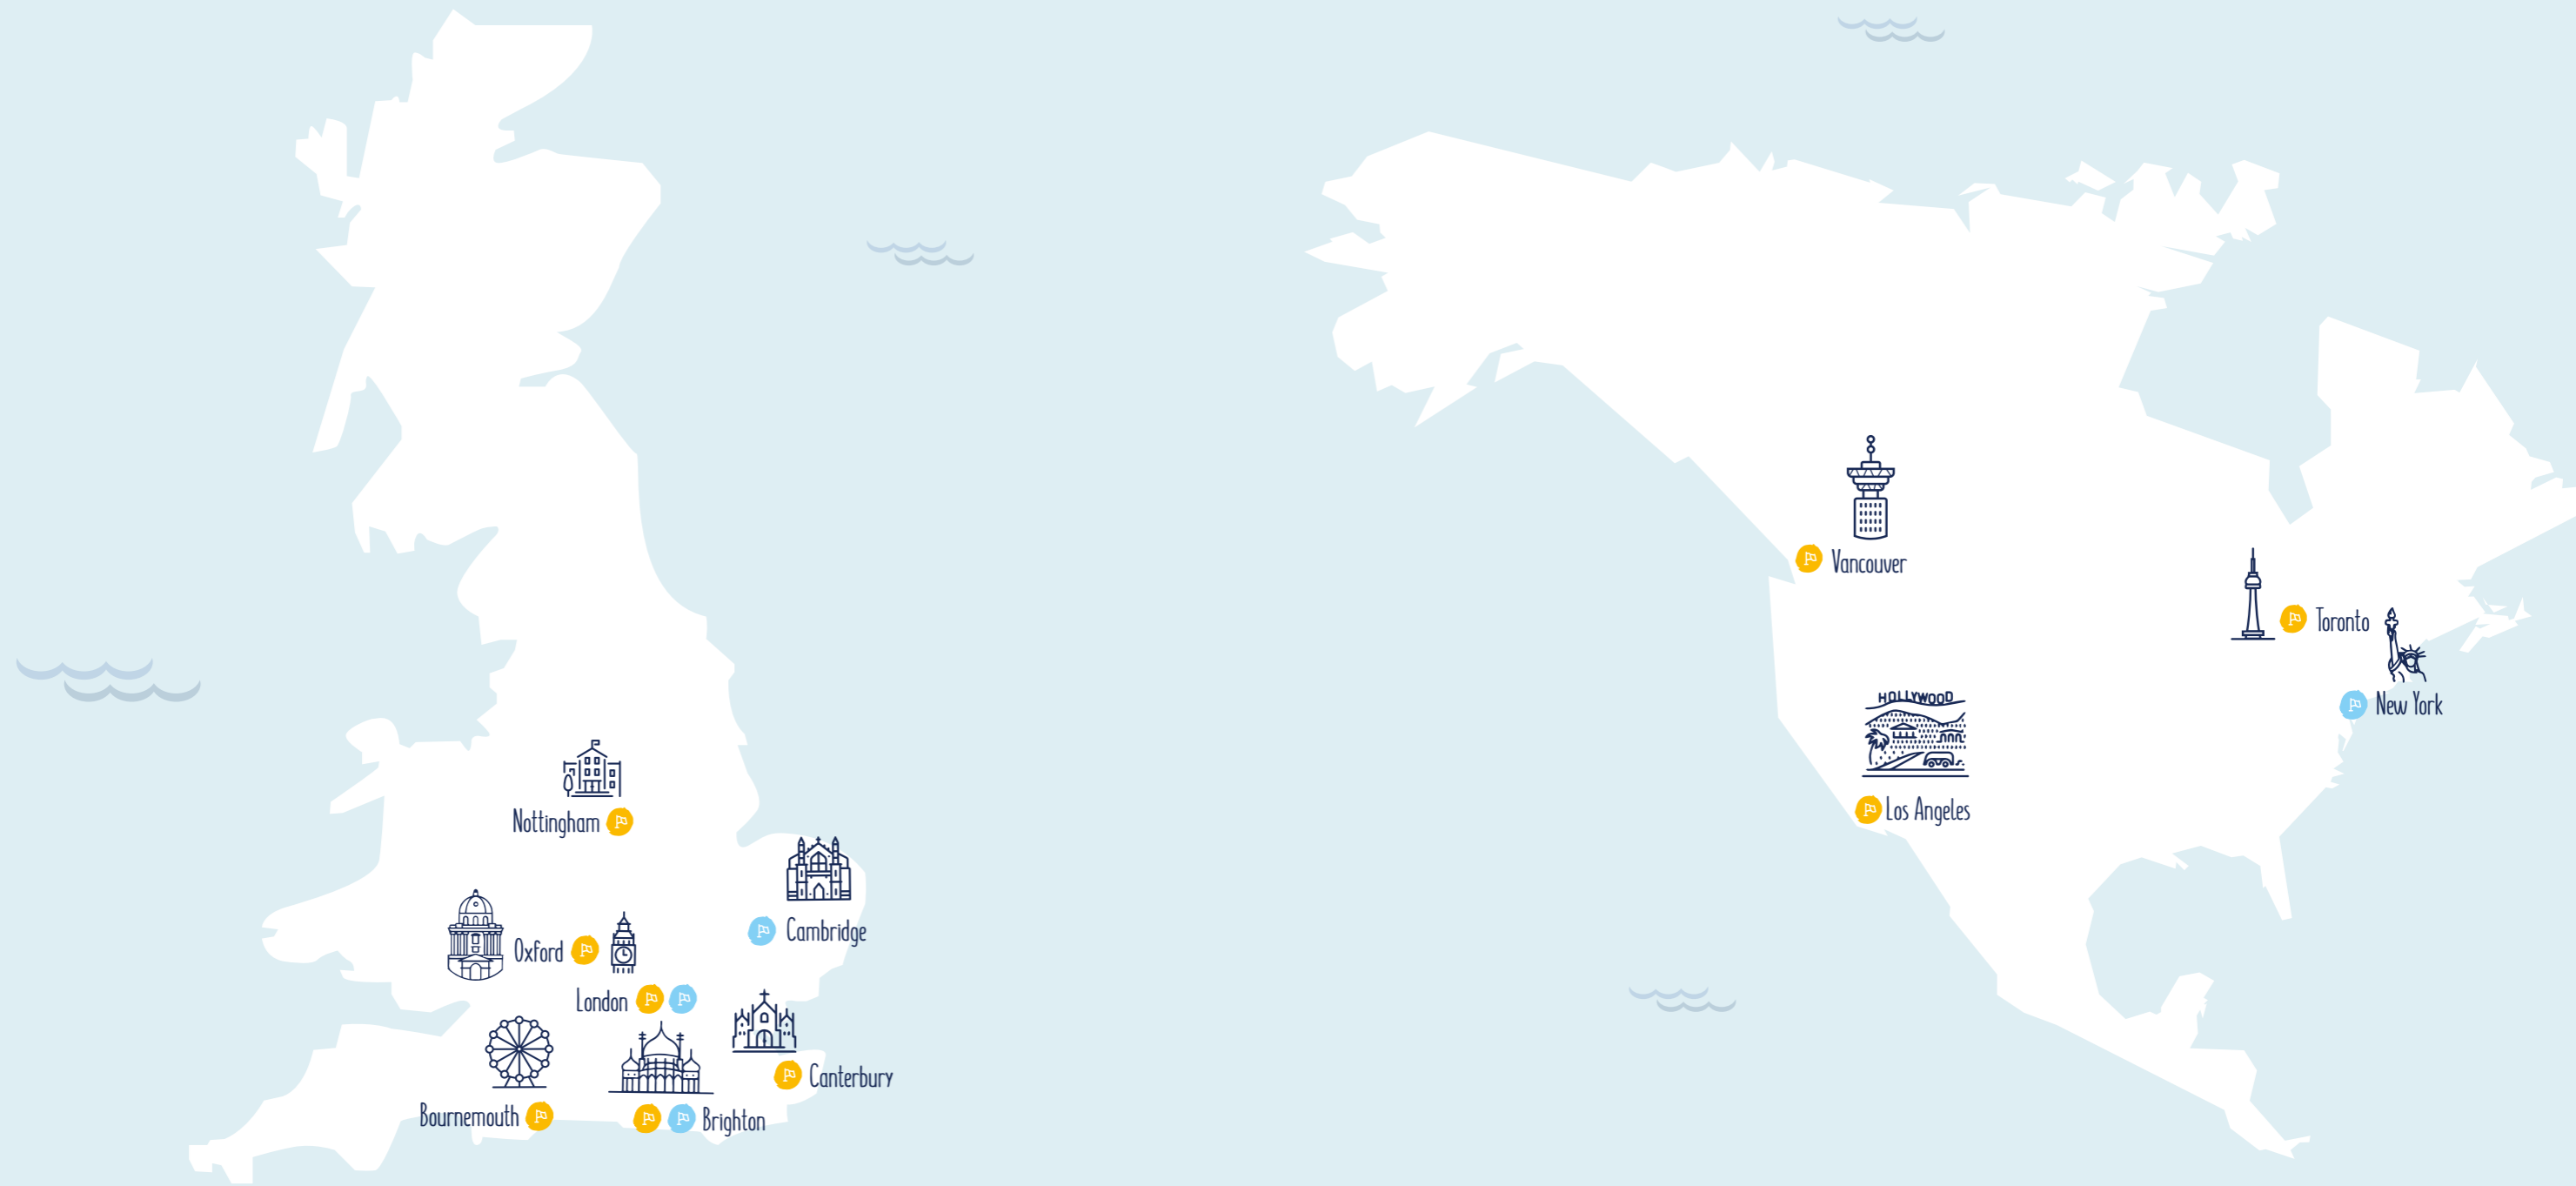 Vancouver
Toronto
HOLLYWOOD
New York
Los Angeles
Nottingham
Cambridge
Oxford
London
Canterbury
Bournemouth
Brighton